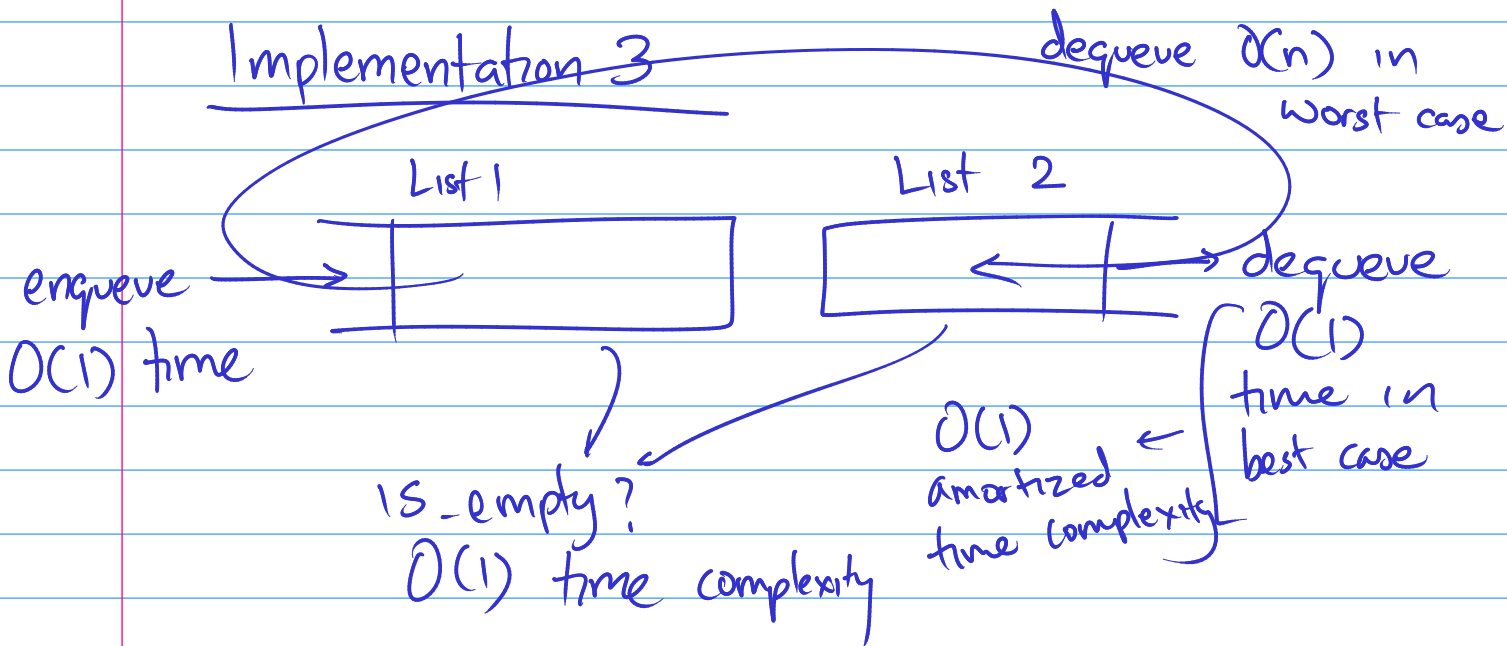 Implementation 3
dequeue O(n) in
worst case
List 1
List 2
enqueue
O(1) time
dequeue
O(1)
time in
best case
O(1)
amortized
time complexity
is_empty?
O(1) time complexity